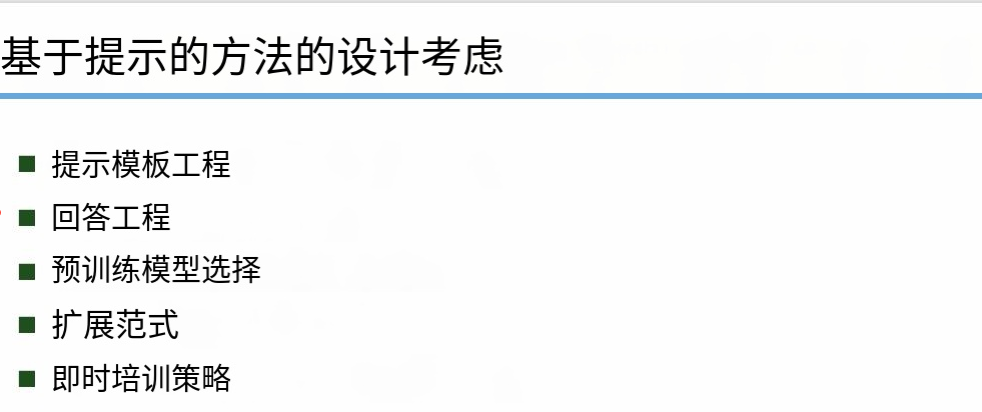 基于提示的方法的设计考虑
提示模板工程
回答工程
预训练模型选择
扩展范式
即时培训策略